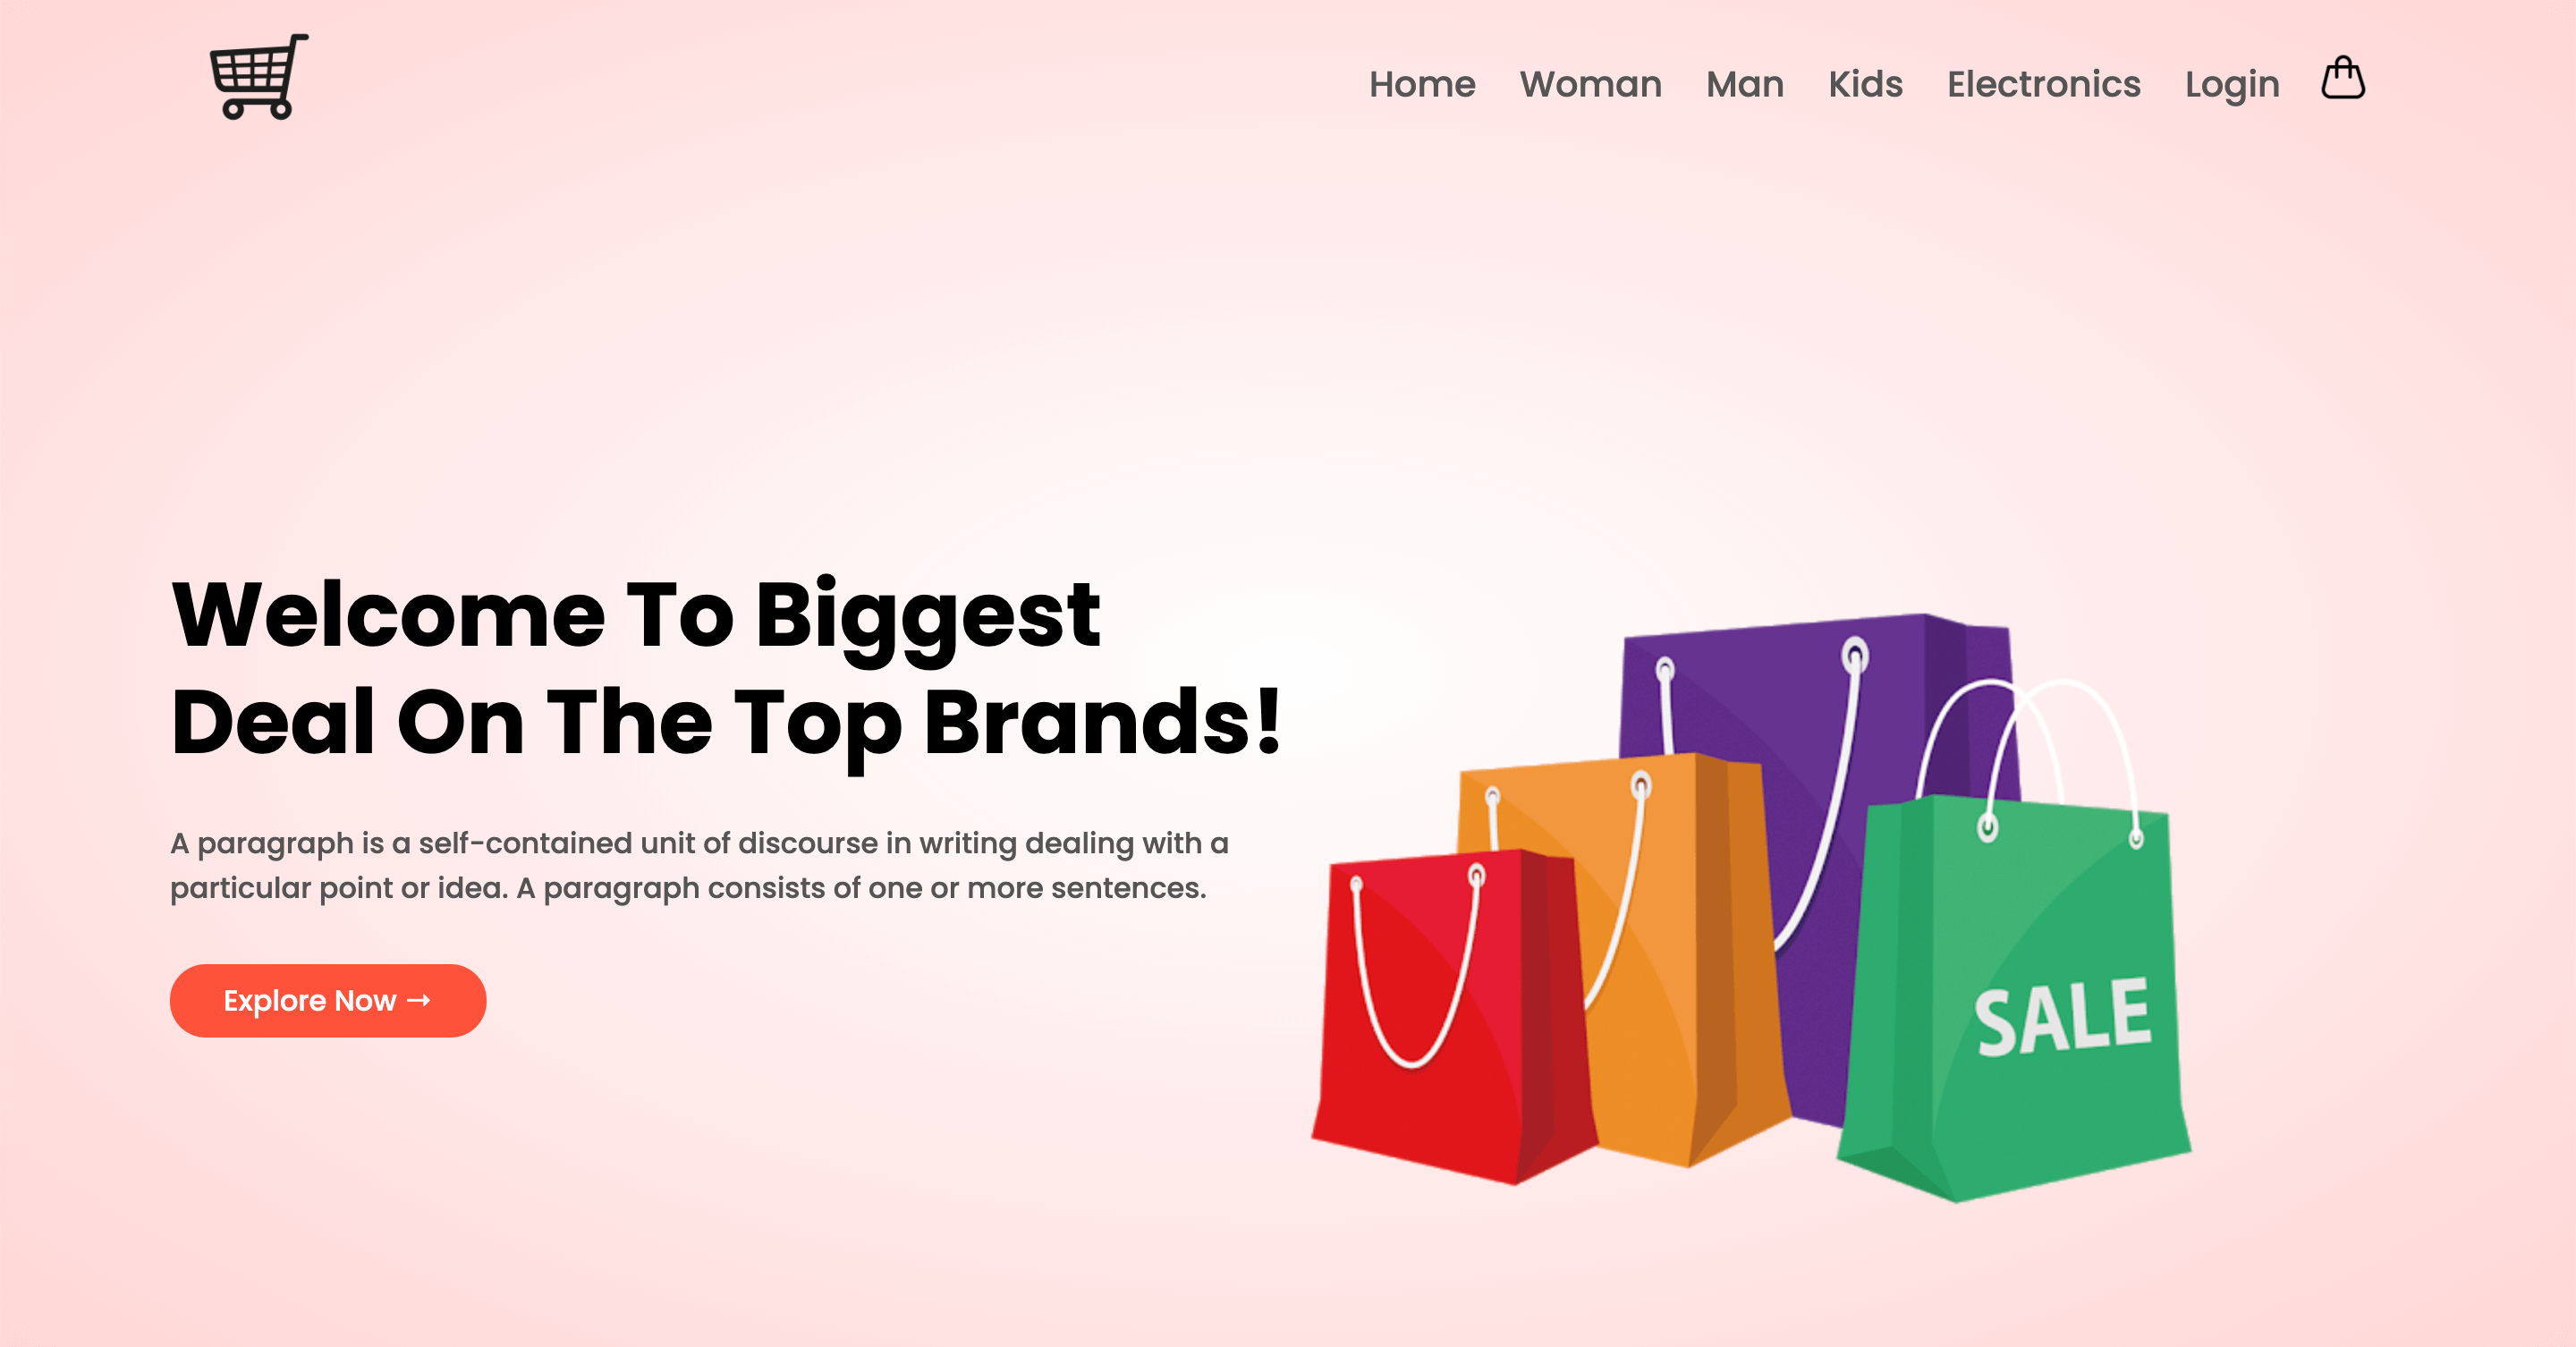 Home Woman Man Kids Electronics Login
Welcome To Biggest
Deal On The Top Brands!
A paragraph is a self-contained unit of discourse in writing dealing with a
particular point or idea. A paragraph consists of one or more sentences.
Explore Now →
SALE